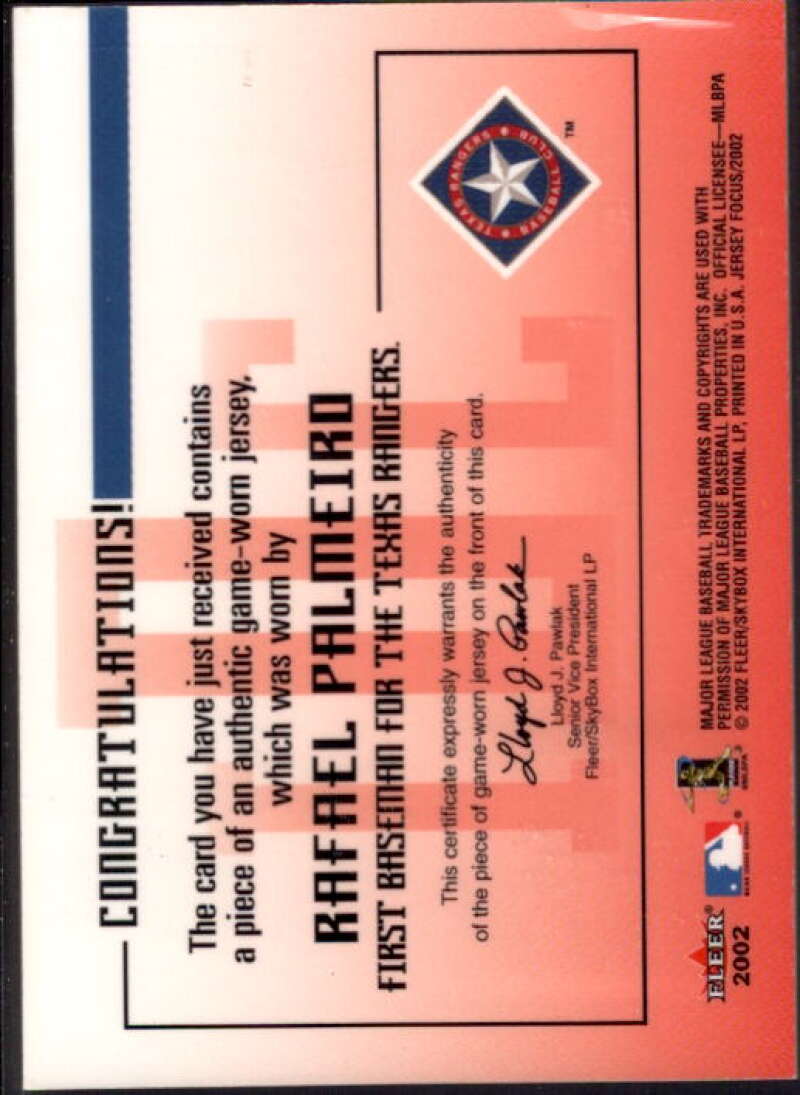 CONGRATULATIONS!
The card you have just received contains
a piece of an authentic game-worn jersey,
which was worn by
RAFAEL PALMEIRO
FIRST BASEMAN FOR THE TEXAS RANGERS.
This certificate expressly warrants the authenticity
of the piece of game-worn jersey on the front of this card.
Lloyd J. Pawlak
Lloyd J. Pawlak
Senior Vice President
Fleer/SkyBox International LP
TEXAS RANGERS BASEBALL CLUB
TM
FLEER®
2002
MAJOR LEAGUE BASEBALL TRADEMARKS AND COPYRIGHTS ARE USED WITH
PERMISSION OF MAJOR LEAGUE BASEBALL PROPERTIES, INC. OFFICIAL LICENSEE—MLBPA
© 2002 FLEER/SKYBOX INTERNATIONAL LP, PRINTED IN U.S.A. JERSEY FOCUS/2002